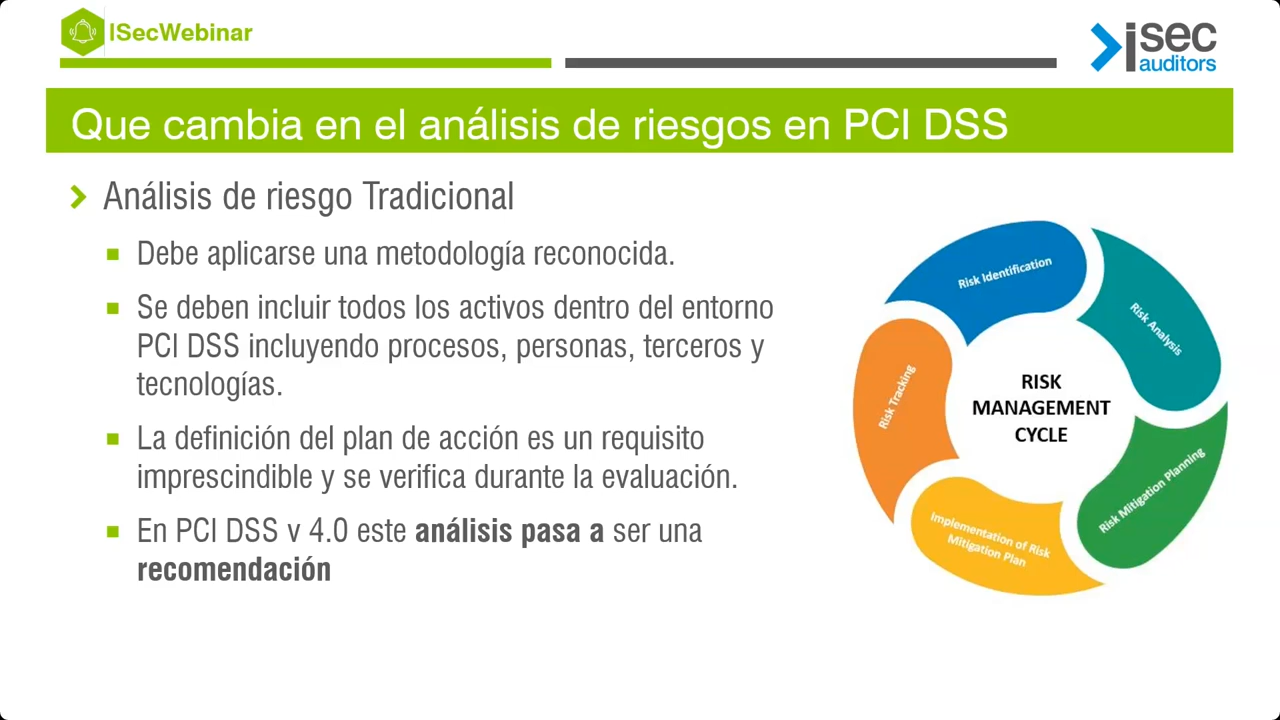 ISecWebinar
isec
auditors
Que cambia en el análisis de riesgos en PCI DSS
Análisis de riesgo Tradicional
Debe aplicarse una metodología reconocida.
Se deben incluir todos los activos dentro del entorno
PCI DSS incluyendo procesos, personas, terceros y
tecnologías.
La definición del plan de acción es un requisito
imprescindible y se verifica durante la evaluación.
En PCI DSS v 4.0 este análisis pasa a ser una
recomendación
Risk Identification
Risk Analysis
Risk Mitigation Planning
Implementation of Risk
Mitigation Plan
Risk Tracking
RISK
MANAGEMENT
CYCLE